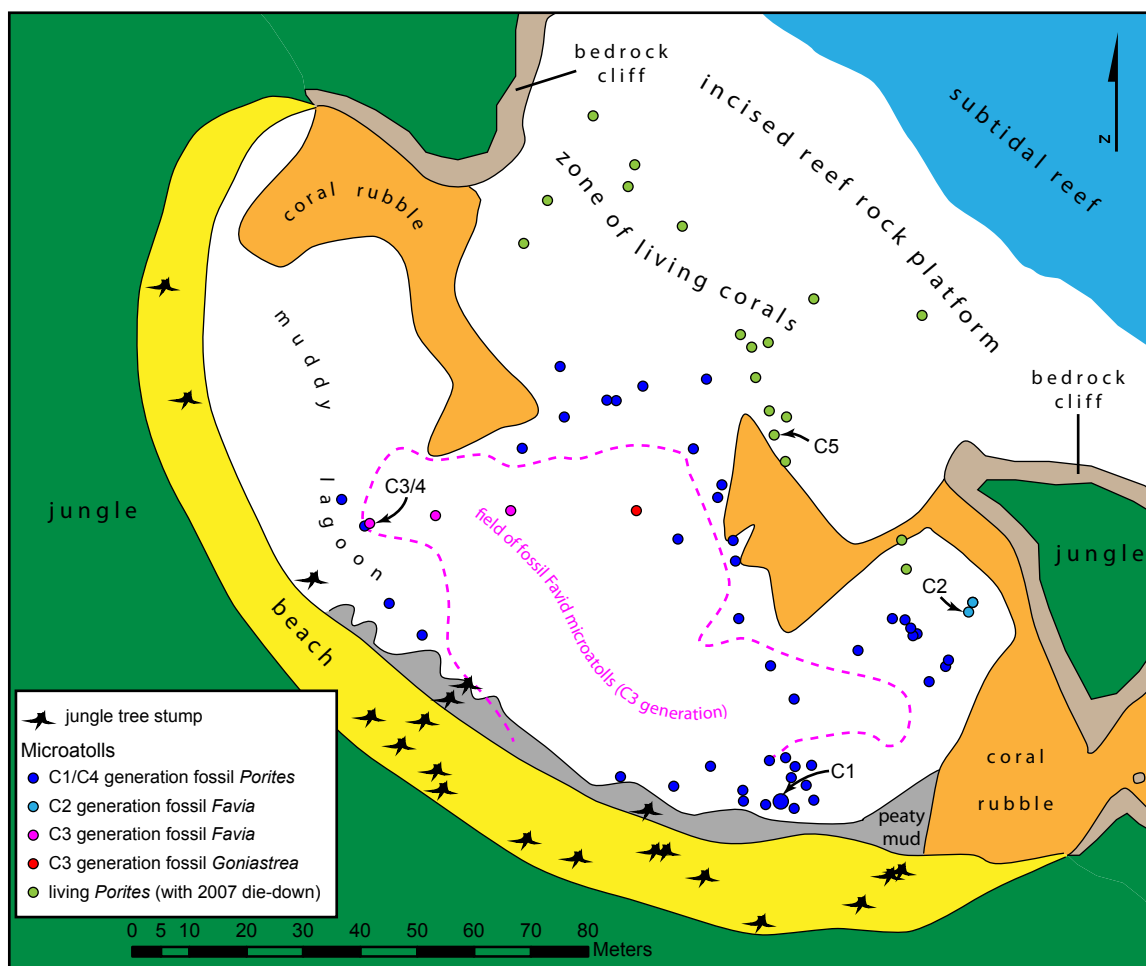 bedrock
cliff
incised reef rock platform
subtidal reef
z
zone of living corals
coral rubble
muddy
lagoon
bedrock
cliff
C5
jungle
C3/4
jungle
field of fossil Favid microatolls (C3 generation)
C2
beach
C1
coral
rubble
peaty
mud
jungle tree stump
Microatolls
C1/C4 generation fossil Porites
C2 generation fossil Favia
C3 generation fossil Favia
C3 generation fossil Goniastrea
living Porites (with 2007 die-down)
0 5 10 20 30 40 60 80
Meters